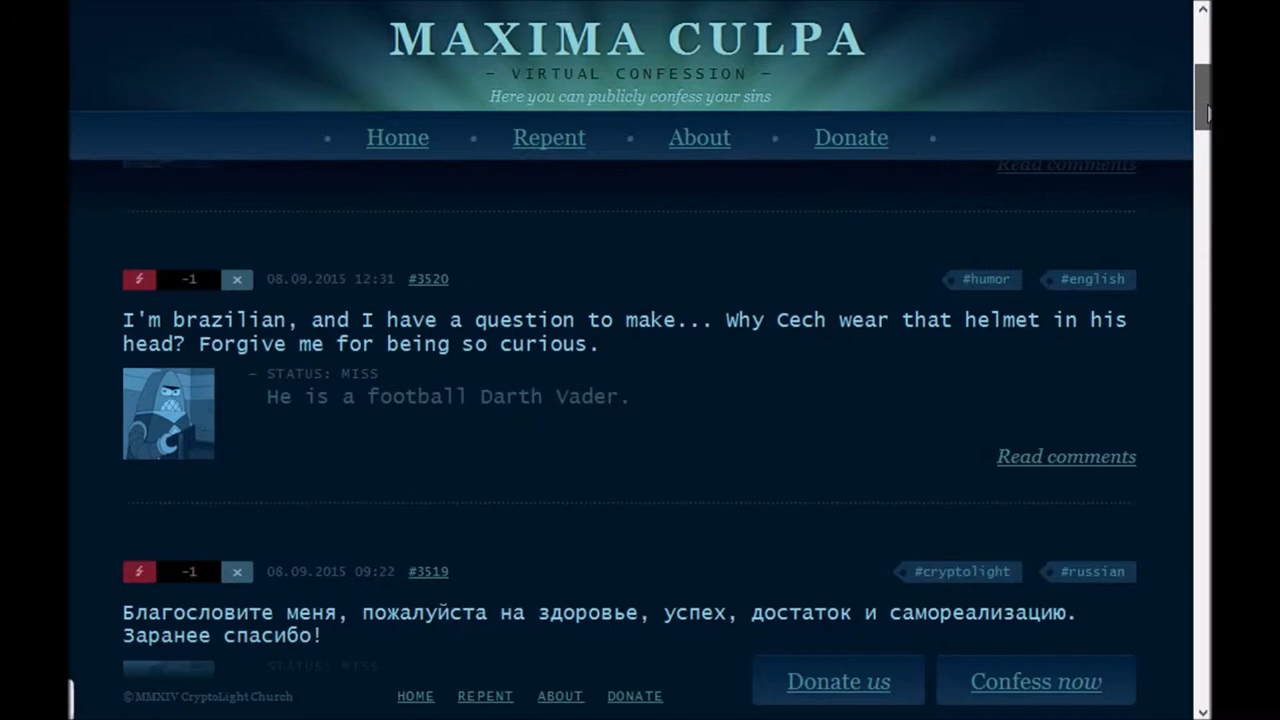 MAXIMA CULPA
– VIRTUAL CONFESSION –
Here you can publicly confess your sins
• Home • Repent • About • Donate •
Read comments
-1 × 08.09.2015 12:31 #3520 #humor #english
I'm brazilian, and I have a question to make... Why Cech wear that helmet in his
head? Forgive me for being so curious.
– STATUS: MISS
He is a football Darth Vader.
Read comments
-1 × 08.09.2015 09:22 #3519 #cryptolight #russian
Благословите меня, пожалуйста на здоровье, успех, достаток и самореализацию.
Заранее спасибо!
STATUS: MISS
© MMXIV CryptoLight Church HOME REPENT ABOUT DONATE Donate us Confess now